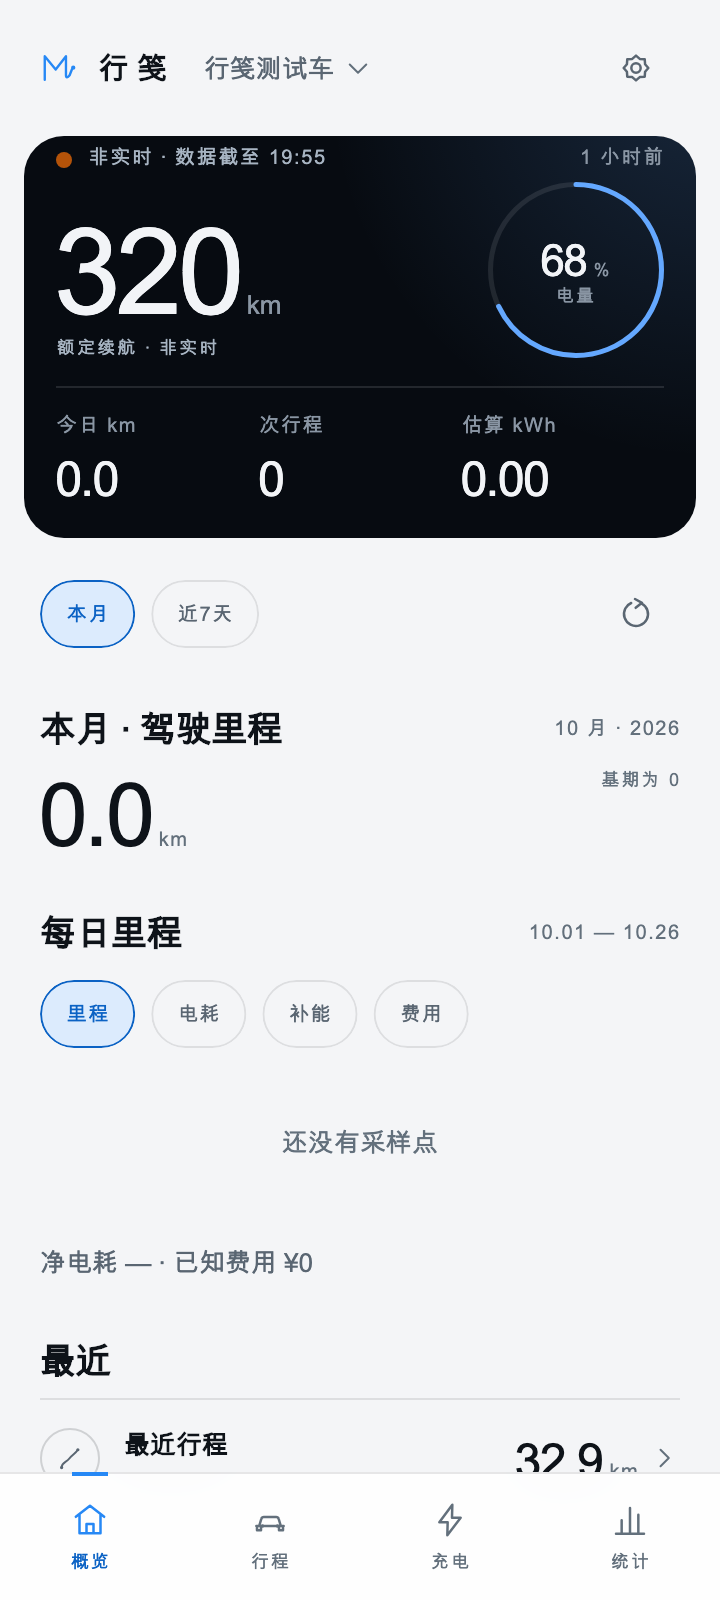 行笺 行笺测试车
非实时 · 数据截至 19:55 1 小时前
320 km
68 %
电量
额定续航 · 非实时
今日 km 次行程 估算 kWh
0.0 0 0.00
本月 近7天
本月 · 驾驶里程 10 月 · 2026
基期为 0
0.0 km
每日里程 10.01 — 10.26
里程 电耗 补能 费用
还没有采样点
净电耗 — · 已知费用 ¥0
最近
最近行程 32.9 km
概览 行程 充电 统计